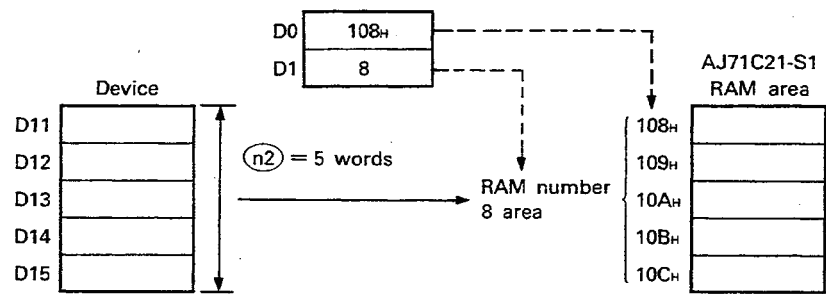 D0 108H
D1 8
AJ71C21-S1
RAM area
Device
D11
D12
D13
D14
D15
n2 = 5 words
RAM number
8 area
108H
109H
10AH
10BH
10CH